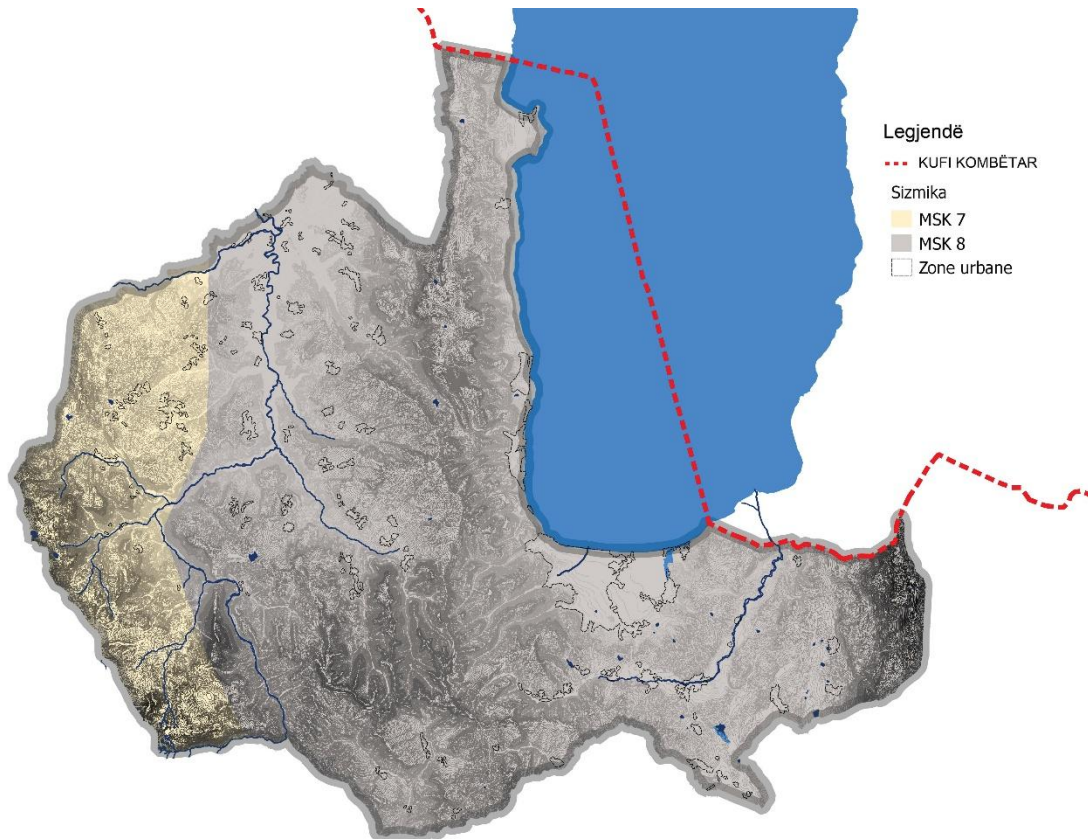 Legjendë
KUFI KOMBËTAR
Sizmika
MSK 7
MSK 8
Zone urbane